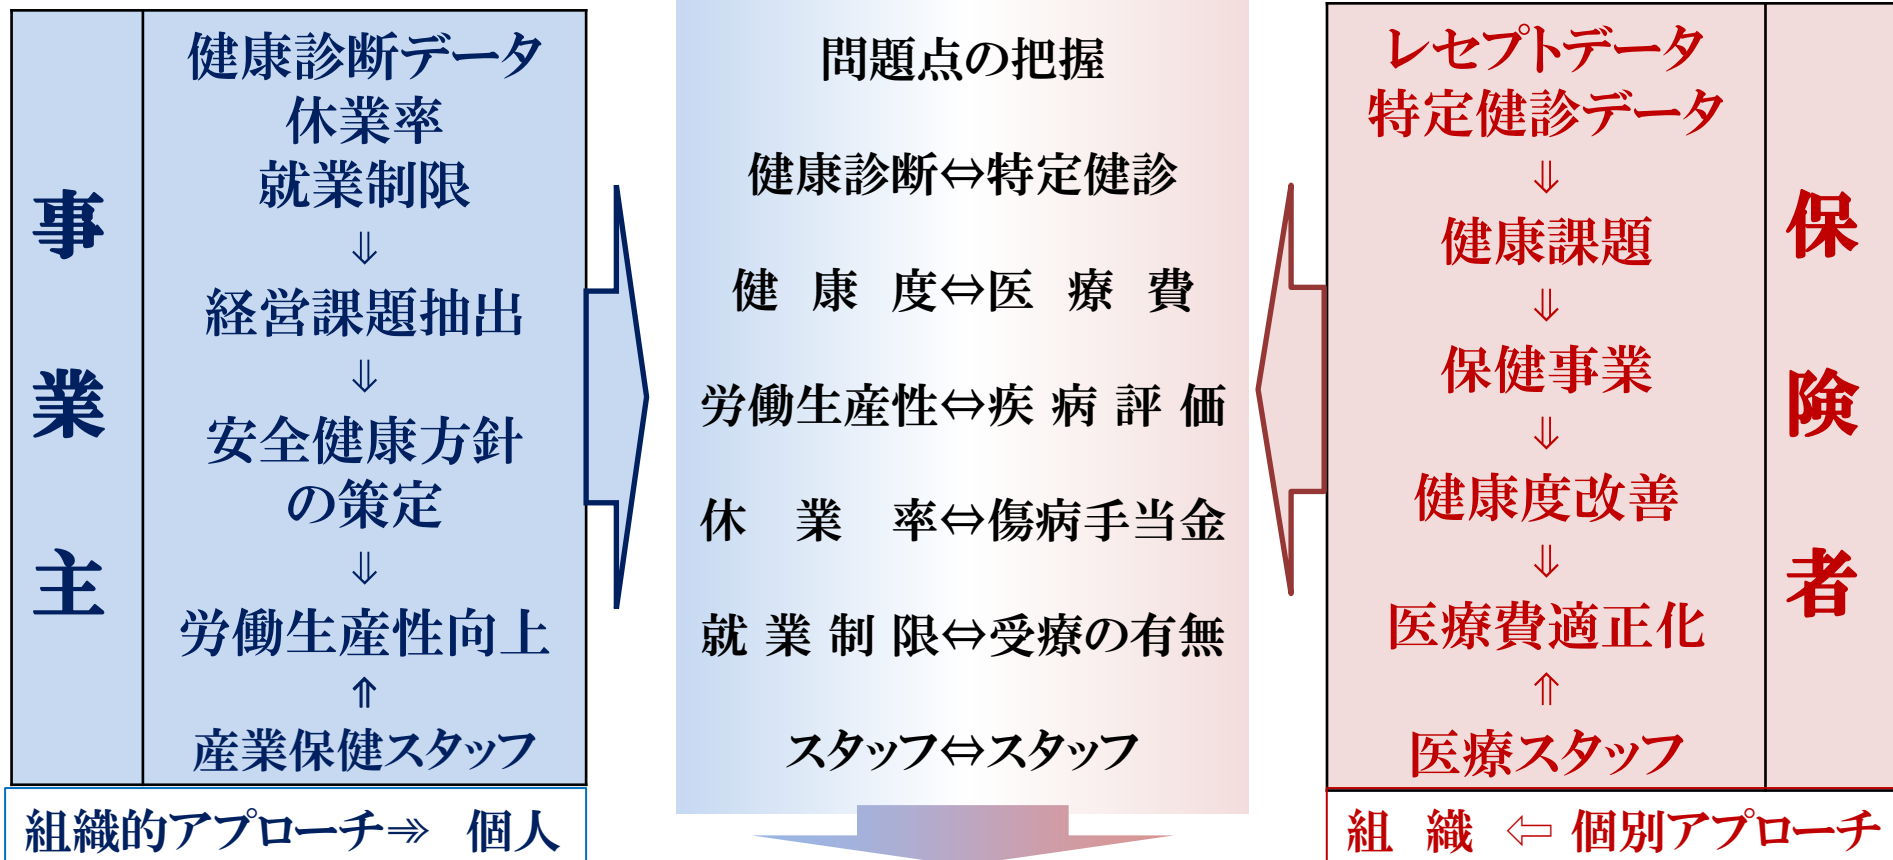 事業主
健康診断データ
休業率
就業制限
⇓
経営課題抽出
⇓
安全健康方針
の策定
⇓
労働生産性向上
⇑
産業保健スタッフ
組織的アプローチ⇒ 個人
問題点の把握
健康診断⇔特定健診
健康度⇔医療費
労働生産性⇔疾病評価
休業率⇔傷病手当金
就業制限⇔受療の有無
スタッフ⇔スタッフ
レセプトデータ
特定健診データ
⇓
健康課題
⇓
保健事業
⇓
健康度改善
⇓
医療費適正化
⇑
医療スタッフ
保険者
組織 ⇦ 個別アプローチ